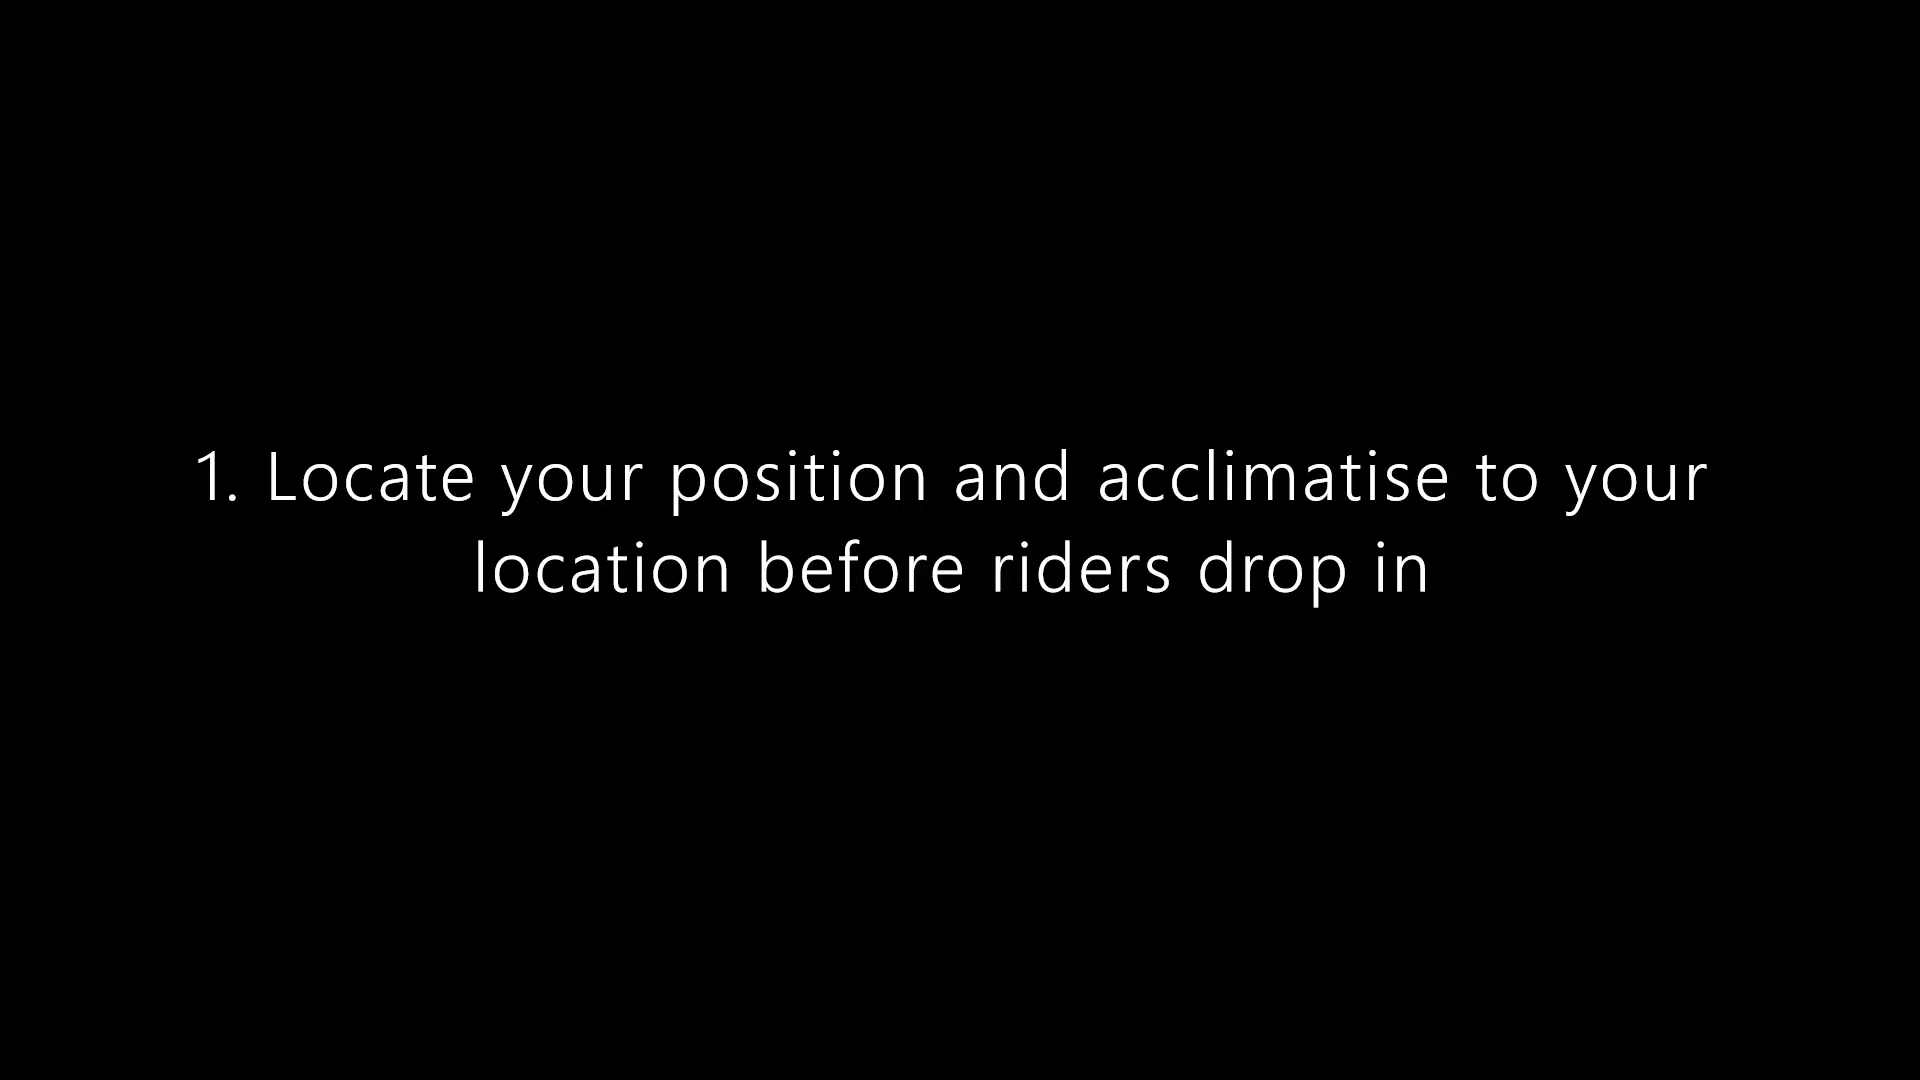 1. Locate your position and acclimatise to your
location before riders drop in